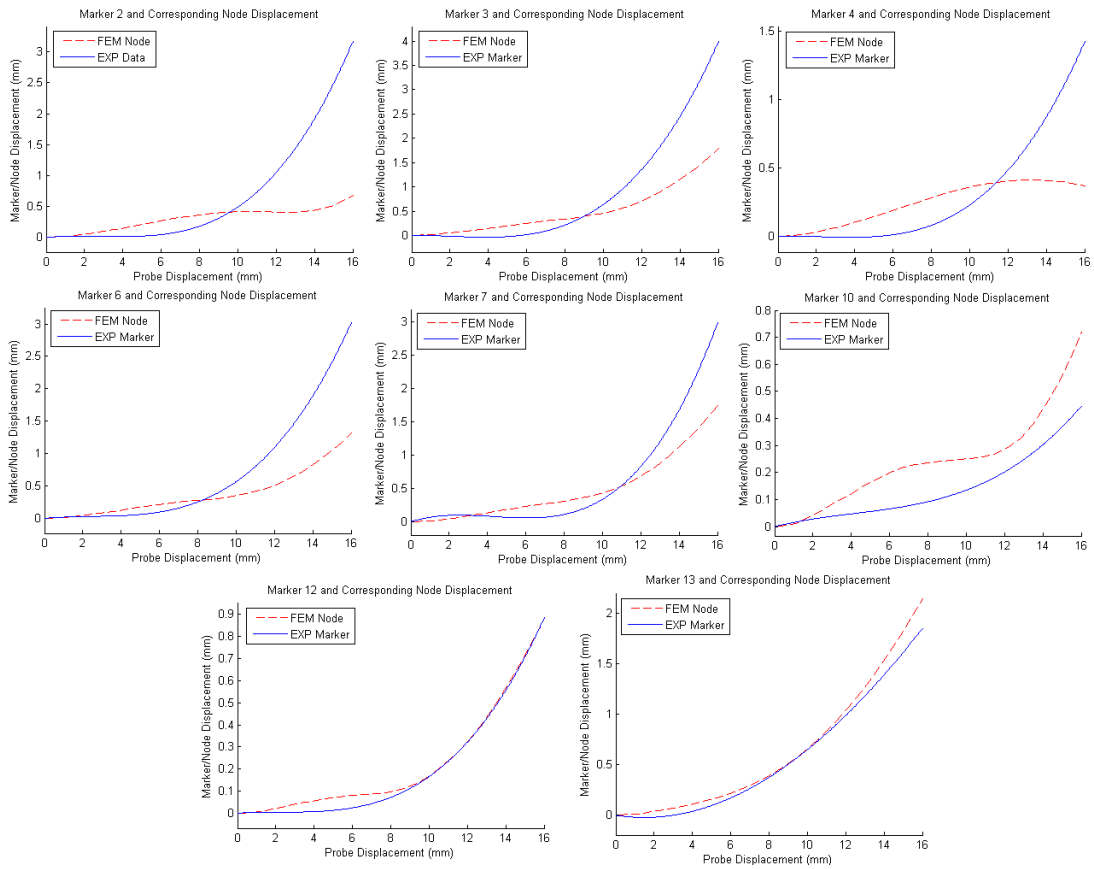 Marker 2 and Corresponding Node Displacement
FEM Node
EXP Data
Marker/Node Displacement (mm)
3
2.5
2
1.5
1
0.5
0
0 2 4 6 8 10 12 14 16
Probe Displacement (mm)
Marker 3 and Corresponding Node Displacement
FEM Node
EXP Marker
Marker/Node Displacement (mm)
4
3.5
3
2.5
2
1.5
1
0.5
0
0 2 4 6 8 10 12 14 16
Probe Displacement (mm)
Marker 4 and Corresponding Node Displacement
FEM Node
EXP Marker
Marker/Node Displacement (mm)
1.5
1
0.5
0
0 2 4 6 8 10 12 14 16
Probe Displacement (mm)
Marker 6 and Corresponding Node Displacement
FEM Node
EXP Marker
Marker/Node Displacement (mm)
3
2.5
2
1.5
1
0.5
0
0 2 4 6 8 10 12 14 16
Probe Displacement (mm)
Marker 7 and Corresponding Node Displacement
FEM Node
EXP Marker
Marker/Node Displacement (mm)
3
2.5
2
1.5
1
0.5
0
0 2 4 6 8 10 12 14 16
Probe Displacement (mm)
Marker 10 and Corresponding Node Displacement
FEM Node
EXP Marker
Marker/Node Displacement (mm)
0.8
0.7
0.6
0.5
0.4
0.3
0.2
0.1
0
0 2 4 6 8 10 12 14 16
Probe Displacement (mm)
Marker 12 and Corresponding Node Displacement
FEM Node
EXP Marker
Marker/Node Displacement (mm)
0.9
0.8
0.7
0.6
0.5
0.4
0.3
0.2
0.1
0
0 2 4 6 8 10 12 14 16
Probe Displacement (mm)
Marker 13 and Corresponding Node Displacement
FEM Node
EXP Marker
Marker/Node Displacement (mm)
2
1.5
1
0.5
0
0 2 4 6 8 10 12 14 16
Probe Displacement (mm)